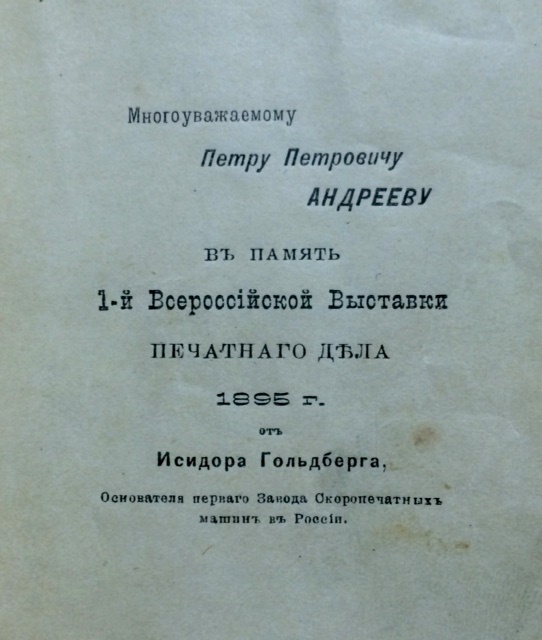 Многоуважаемому
Петру Петровичу
АНДРЕЕВУ
ВЪ ПАМЯТЬ
1-й Всероссійской Выставки
ПЕЧАТНАГО ДѢЛА
1895 г.
отъ
Исидора Гольдберга,
Основателя перваго Завода Скоропечатныхъ
машинъ въ Россіи.